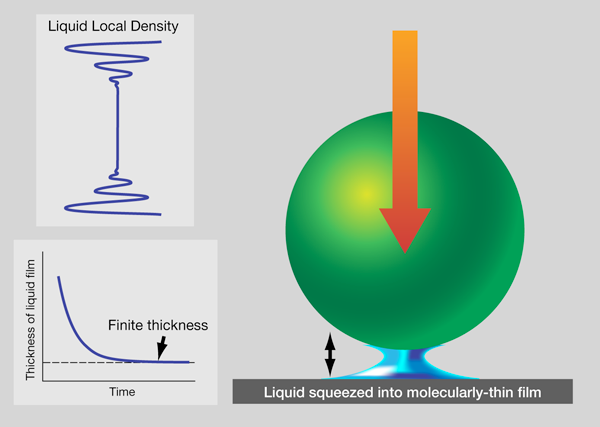 Liquid Local Density
Thickness of liquid film
Finite thickness
Time
Liquid squeezed into molecularly-thin film